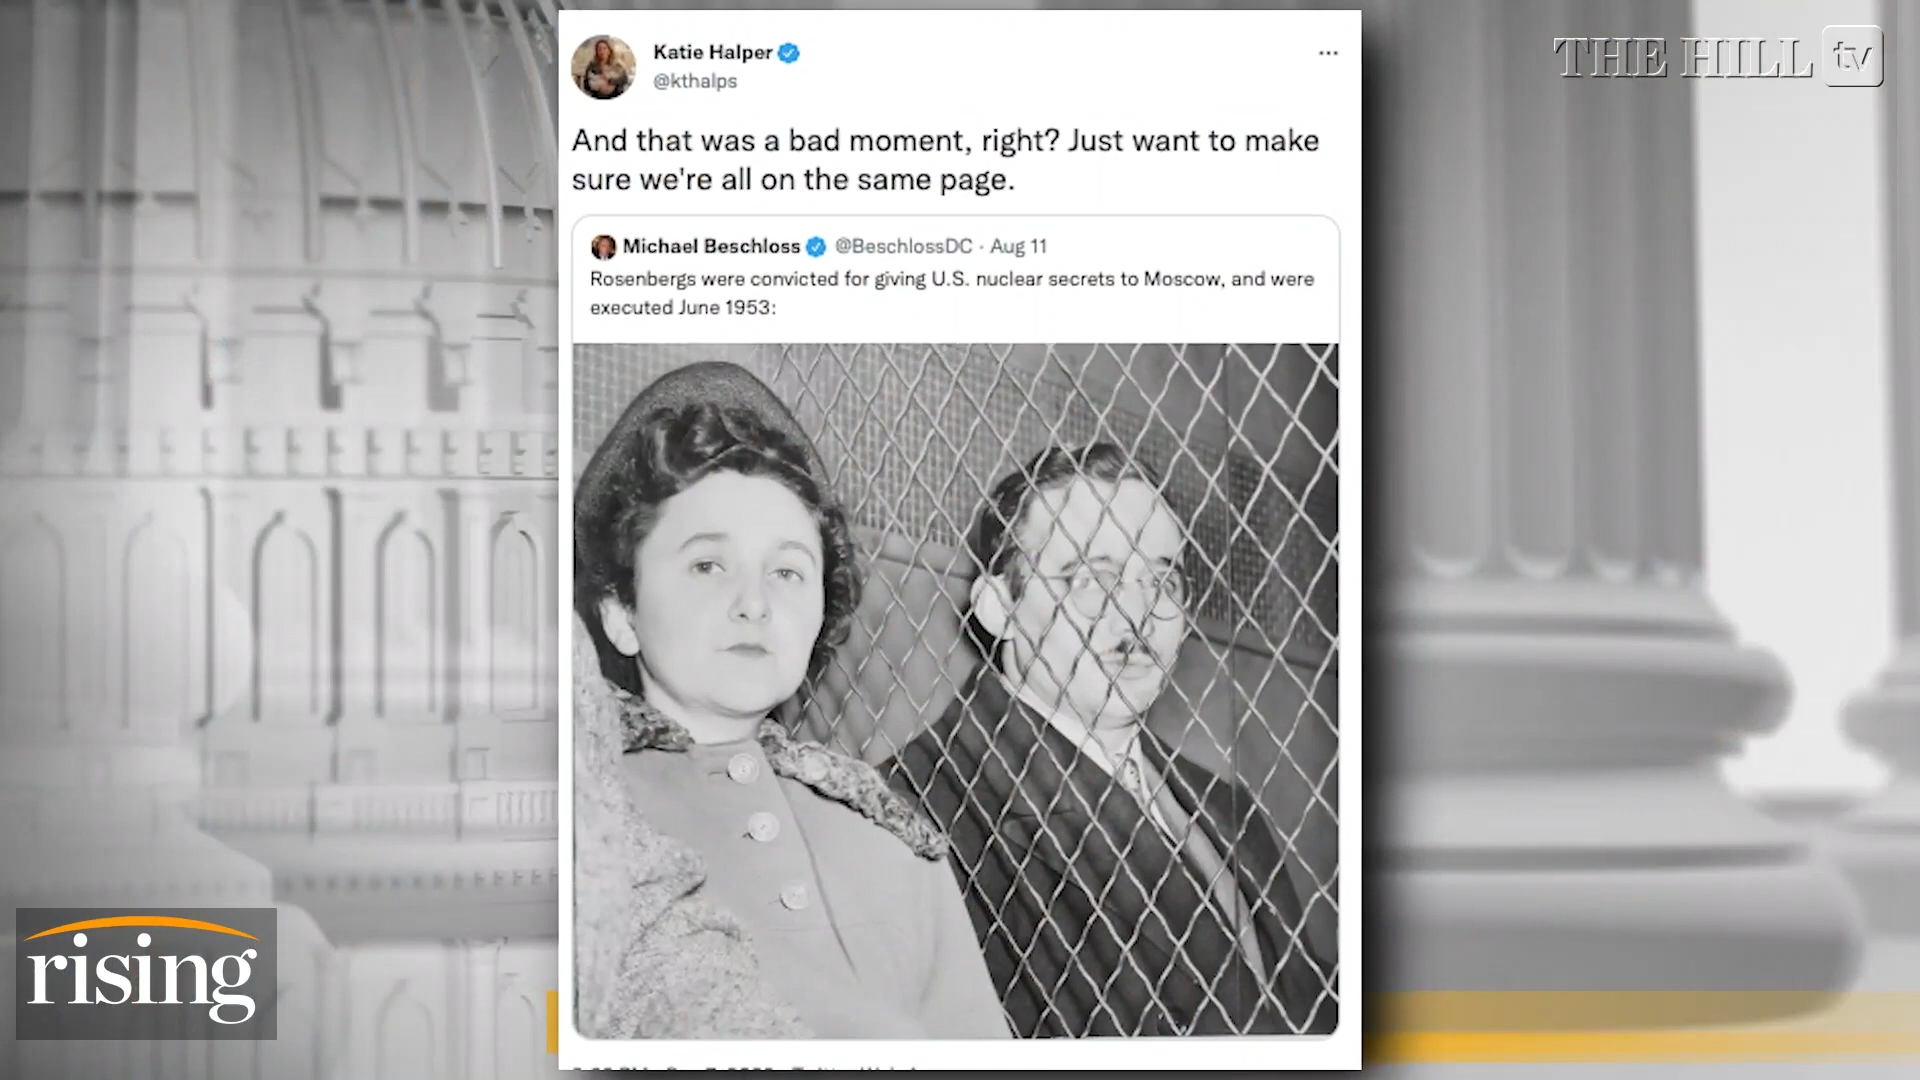 THE HILL tv
Katie Halper
@kthalps
And that was a bad moment, right? Just want to make
sure we're all on the same page.
Michael Beschloss @BeschlossDC · Aug 11
Rosenbergs were convicted for giving U.S. nuclear secrets to Moscow, and were
executed June 1953:
rising